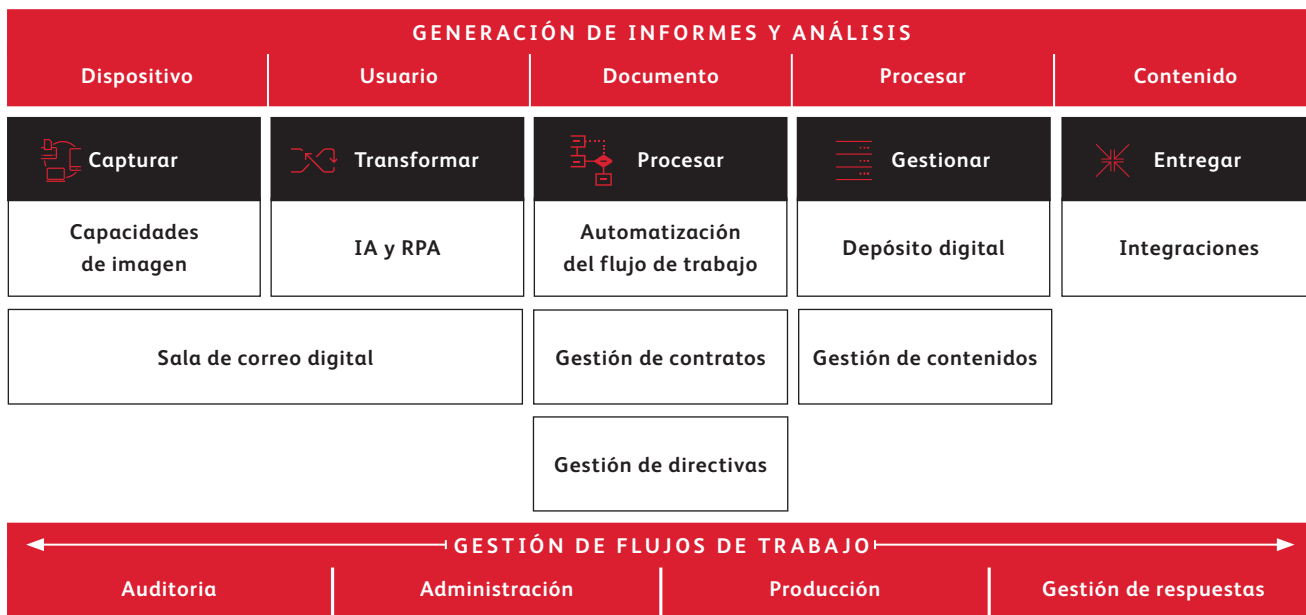 GENERACIÓN DE INFORMES Y ANÁLISIS
Dispositivo
Usuario
Documento
Procesar
Contenido
Capturar
Transformar
Procesar
Gestionar
Entregar
Capacidades
de imagen
IA y RPA
Automatización
del flujo de trabajo
Depósito digital
Integraciones
Sala de correo digital
Gestión de contratos
Gestión de contenidos
Gestión de directivas
GESTIÓN DE FLUJOS DE TRABAJO
Auditoria
Administración
Producción
Gestión de respuestas